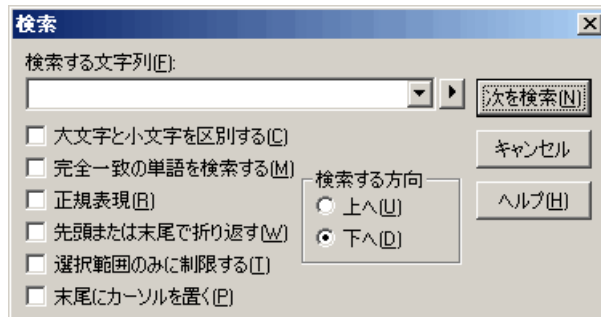 検索
検索する文字列(F):
次を検索(N)
大文字と小文字を区別する(C)
キャンセル
完全一致の単語を検索する(M)
検索する方向
正規表現(R)
上へ(U)
ヘルプ(H)
先頭または末尾で折り返す(W)
下へ(D)
選択範囲のみに制限する(T)
末尾にカーソルを置く(P)